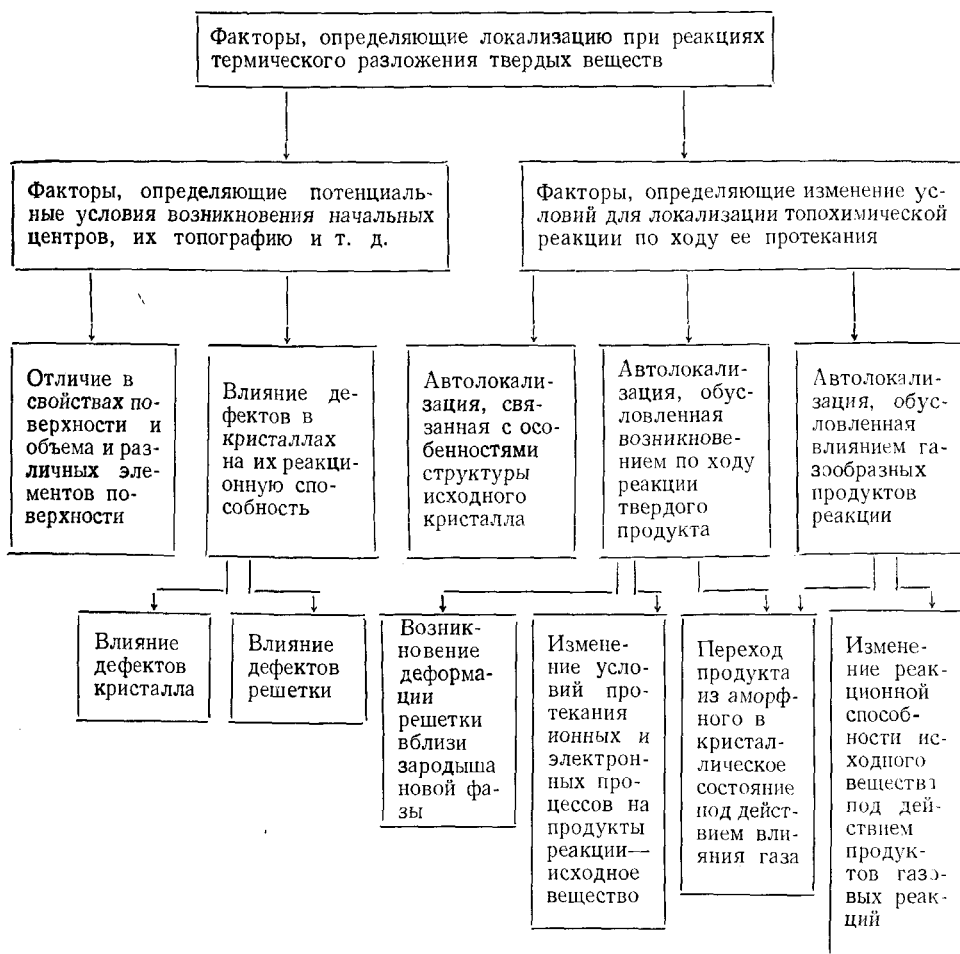 Факторы, определяющие локализацию при реакциях
термического разложения твердых веществ
Факторы, определяющие потенциаль-
ные условия возникновения начальных
центров, их топографию и т. д.
Факторы, определяющие изменение ус-
ловий для локализации топохимической
реакции по ходу ее протекания
Отличие в
свойствах по-
верхности и
объема и раз-
личных эле-
ментов по-
верхности
Влияние де-
фектов в
кристаллах
на их реакци-
онную спо-
собность
Автолокали-
зация, свя-
занная с осо-
бенностями
структуры
исходного
кристалла
Автолокали-
зация, обус-
ловленная
возникнове-
нием по ходу
реакции
твердого
продукта
Автолокали-
зация, обус-
ловленная
влиянием га-
зообразных
продуктов
реакции
Влияние
дефектов
кристалла
Влияние
дефектов
решетки
Возник-
новение
деформа-
ции
решетки
вблизи
зародыша
новой фа-
зы
Изменение
ние усло-
вий про-
текания
ионных и
электрон-
ных про-
цессов на
продукты
реакции—
исходное
вещество
Переход
продукта
из аморф-
ного в
кристал-
лическое
состояние
под дейст-
вием вли-
яния газа
Измене-
ние реак-
ционной
способ-
ности ис-
ходного
вещества
под дей-
ствием
продук-
тов газо-
вых реак-
ций